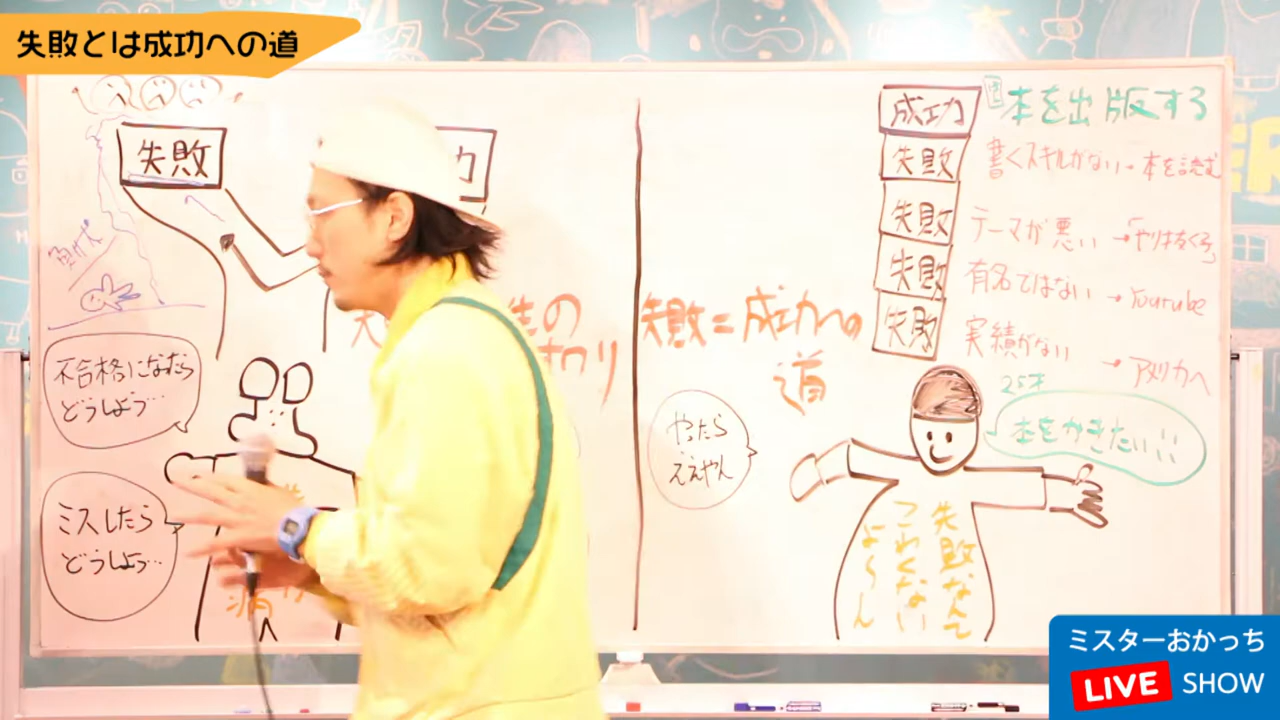 失敗とは成功への道
失敗
不合格になたら
どうしよう…
ミスしたら
どうしよう…
病
切り
失敗=成功への
道
やったら
ええやん
成功
失敗
失敗
失敗
失敗
本を出版する
書くスキルがない→本を読む
テーマが悪い→
有名ではない→Yourube
実績がない
→アメリカへ
25才
本をかきたい!!
失敗なんて
こわくない
よ〜ん
ミスターおかっち
LIVE SHOW